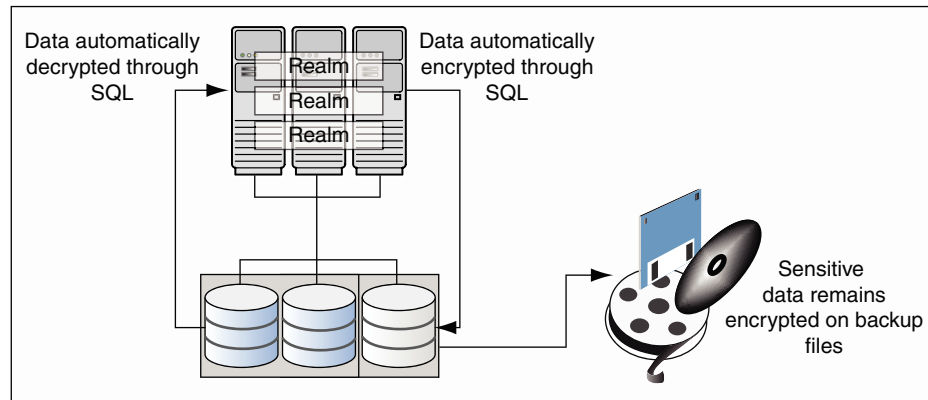 Data automatically
decrypted through
SQL
Realm
Realm
Realm
Data automatically
encrypted through
SQL
Sensitive
data remains
encrypted on backup
files